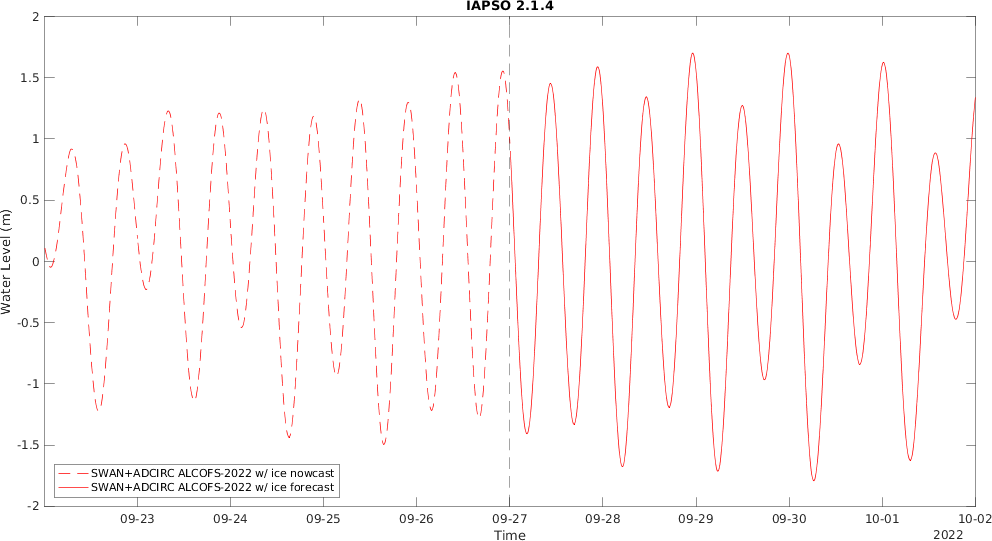 IAPSO 2.1.4
2
1.5
1
0.5
0
-0.5
-1
-1.5
-2
Water Level (m)
SWAN+ADCIRC ALCOFS-2022 w/ ice nowcast
SWAN+ADCIRC ALCOFS-2022 w/ ice forecast
09-23 09-24 09-25 09-26 09-27 09-28 09-29 09-30 10-01 10-02
Time
2022